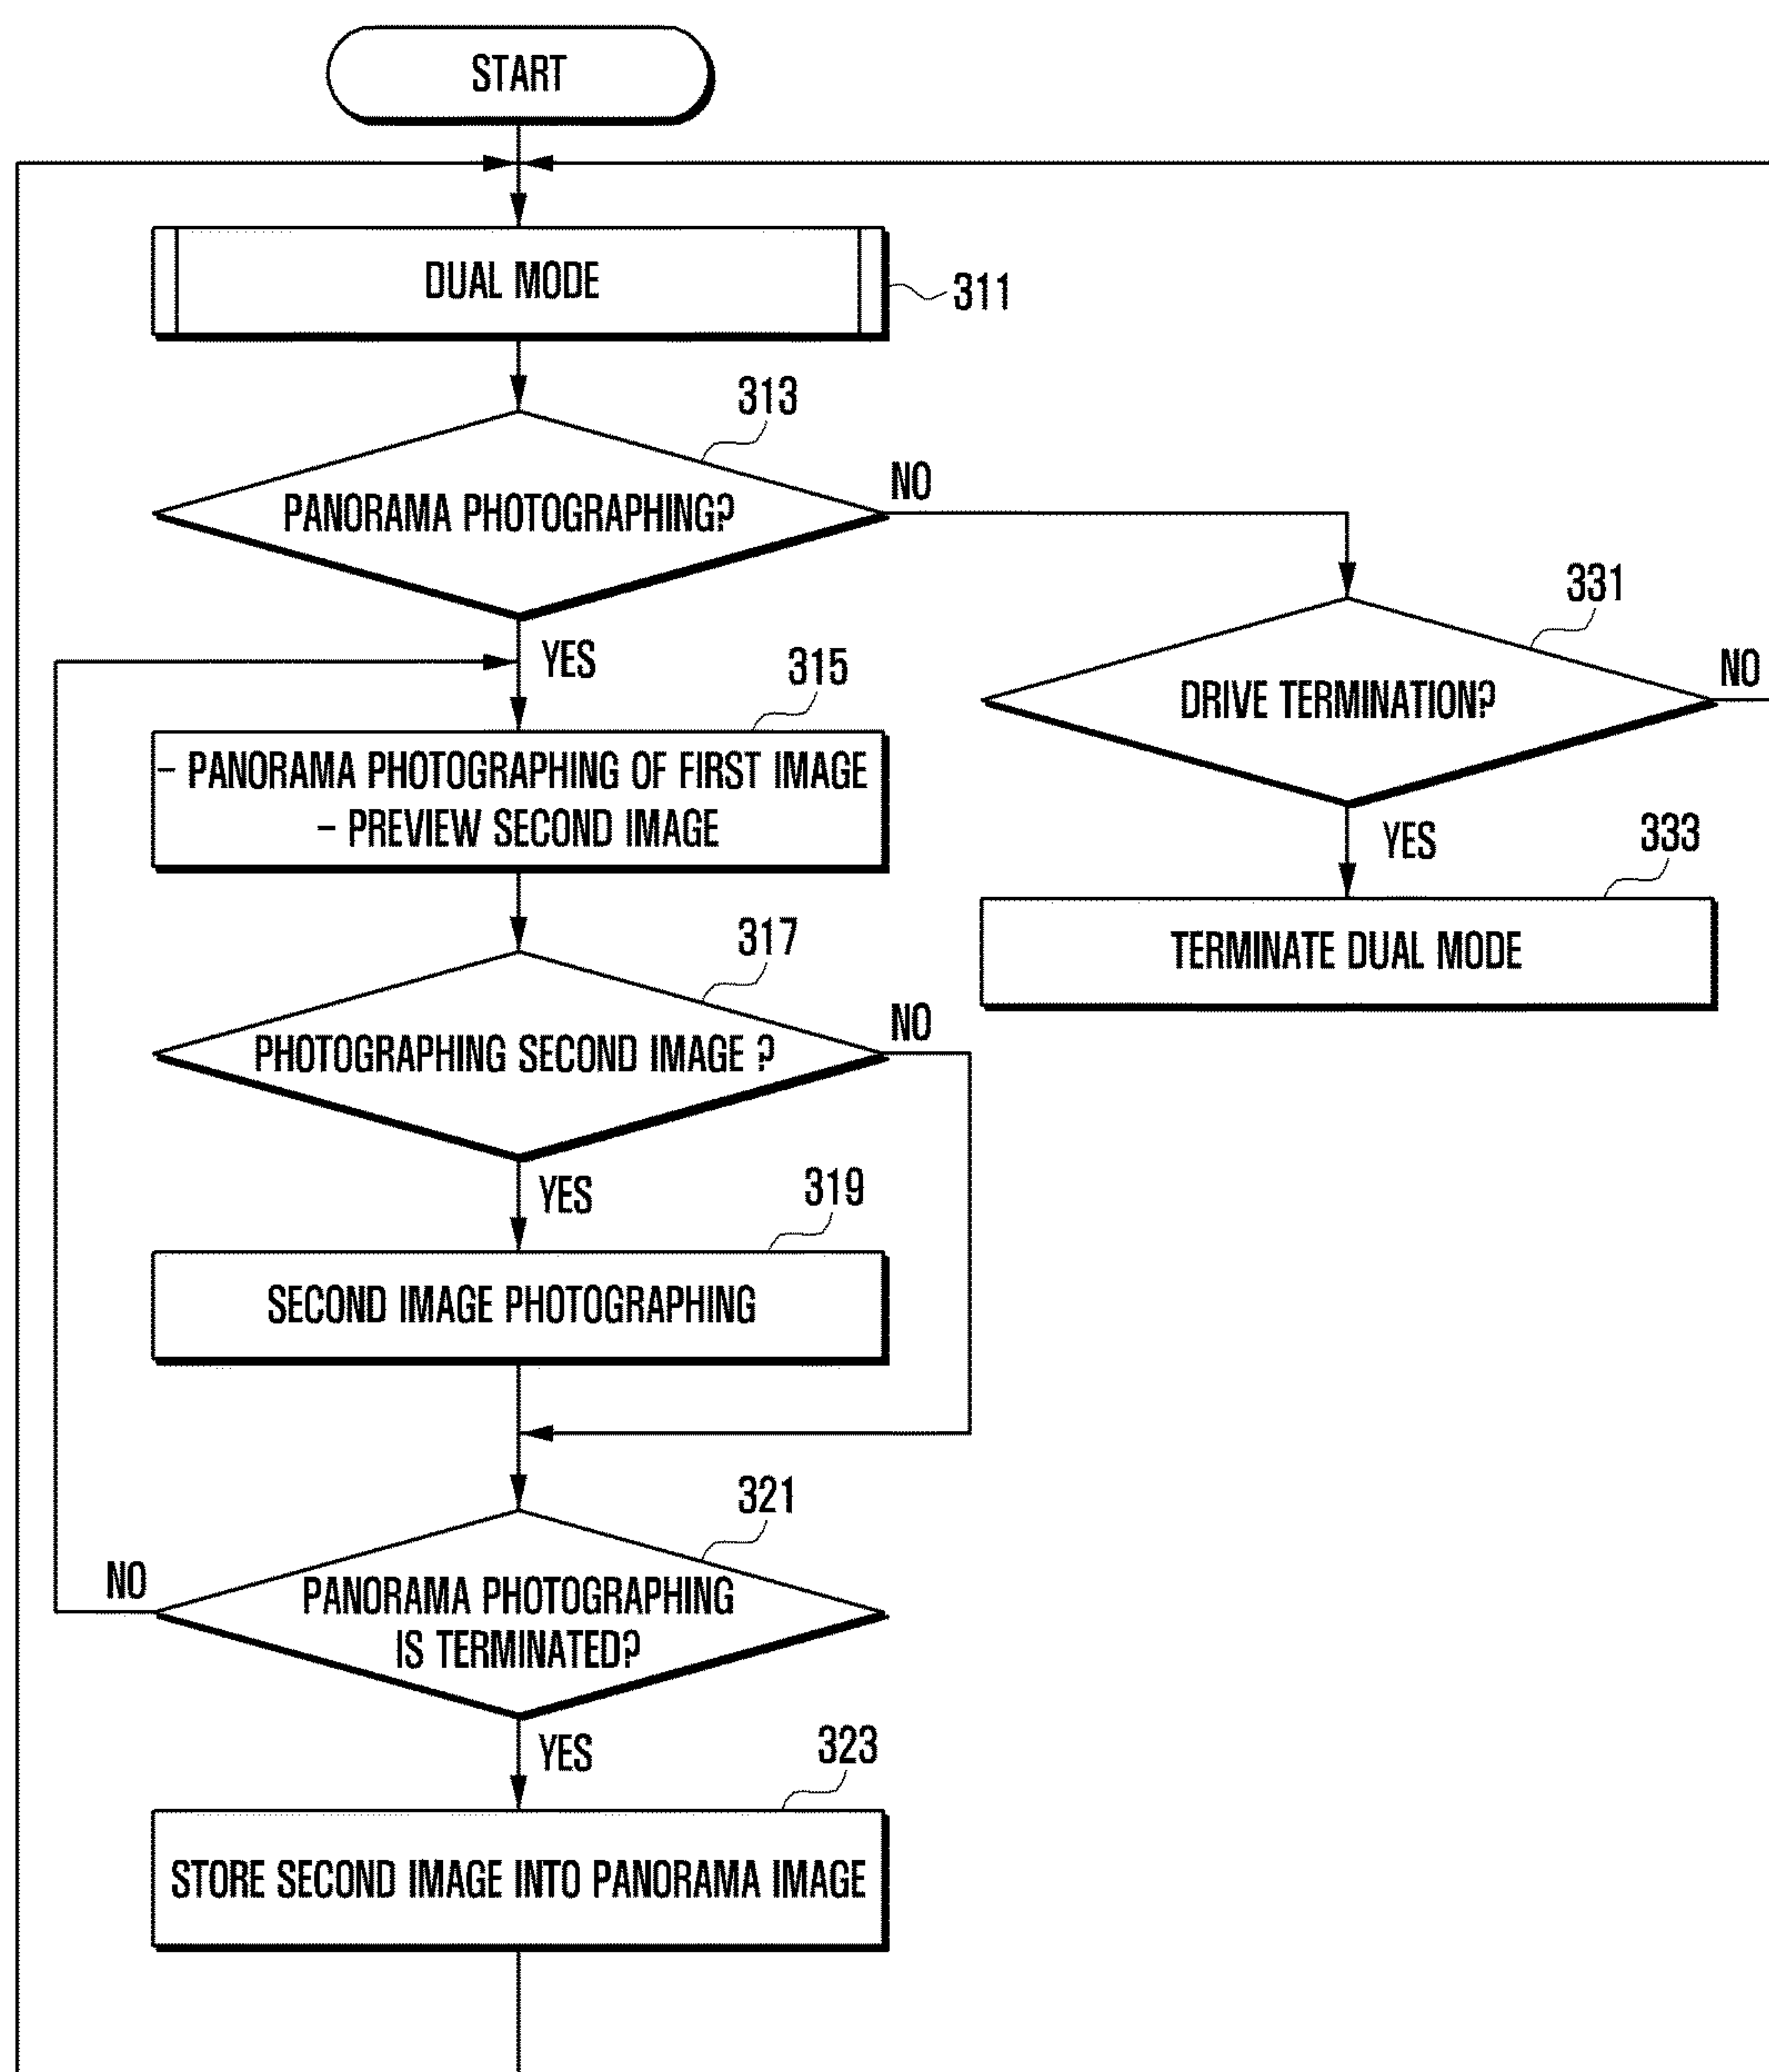 START
DUAL MODE
311
313
PANORAMA PHOTOGRAPHING?
NO
YES
331
DRIVE TERMINATION?
NO
YES
315
– PANORAMA PHOTOGRAPHING OF FIRST IMAGE
– PREVIEW SECOND IMAGE
333
TERMINATE DUAL MODE
317
PHOTOGRAPHING SECOND IMAGE ?
NO
YES
319
SECOND IMAGE PHOTOGRAPHING
321
PANORAMA PHOTOGRAPHING
IS TERMINATED?
NO
YES
323
STORE SECOND IMAGE INTO PANORAMA IMAGE